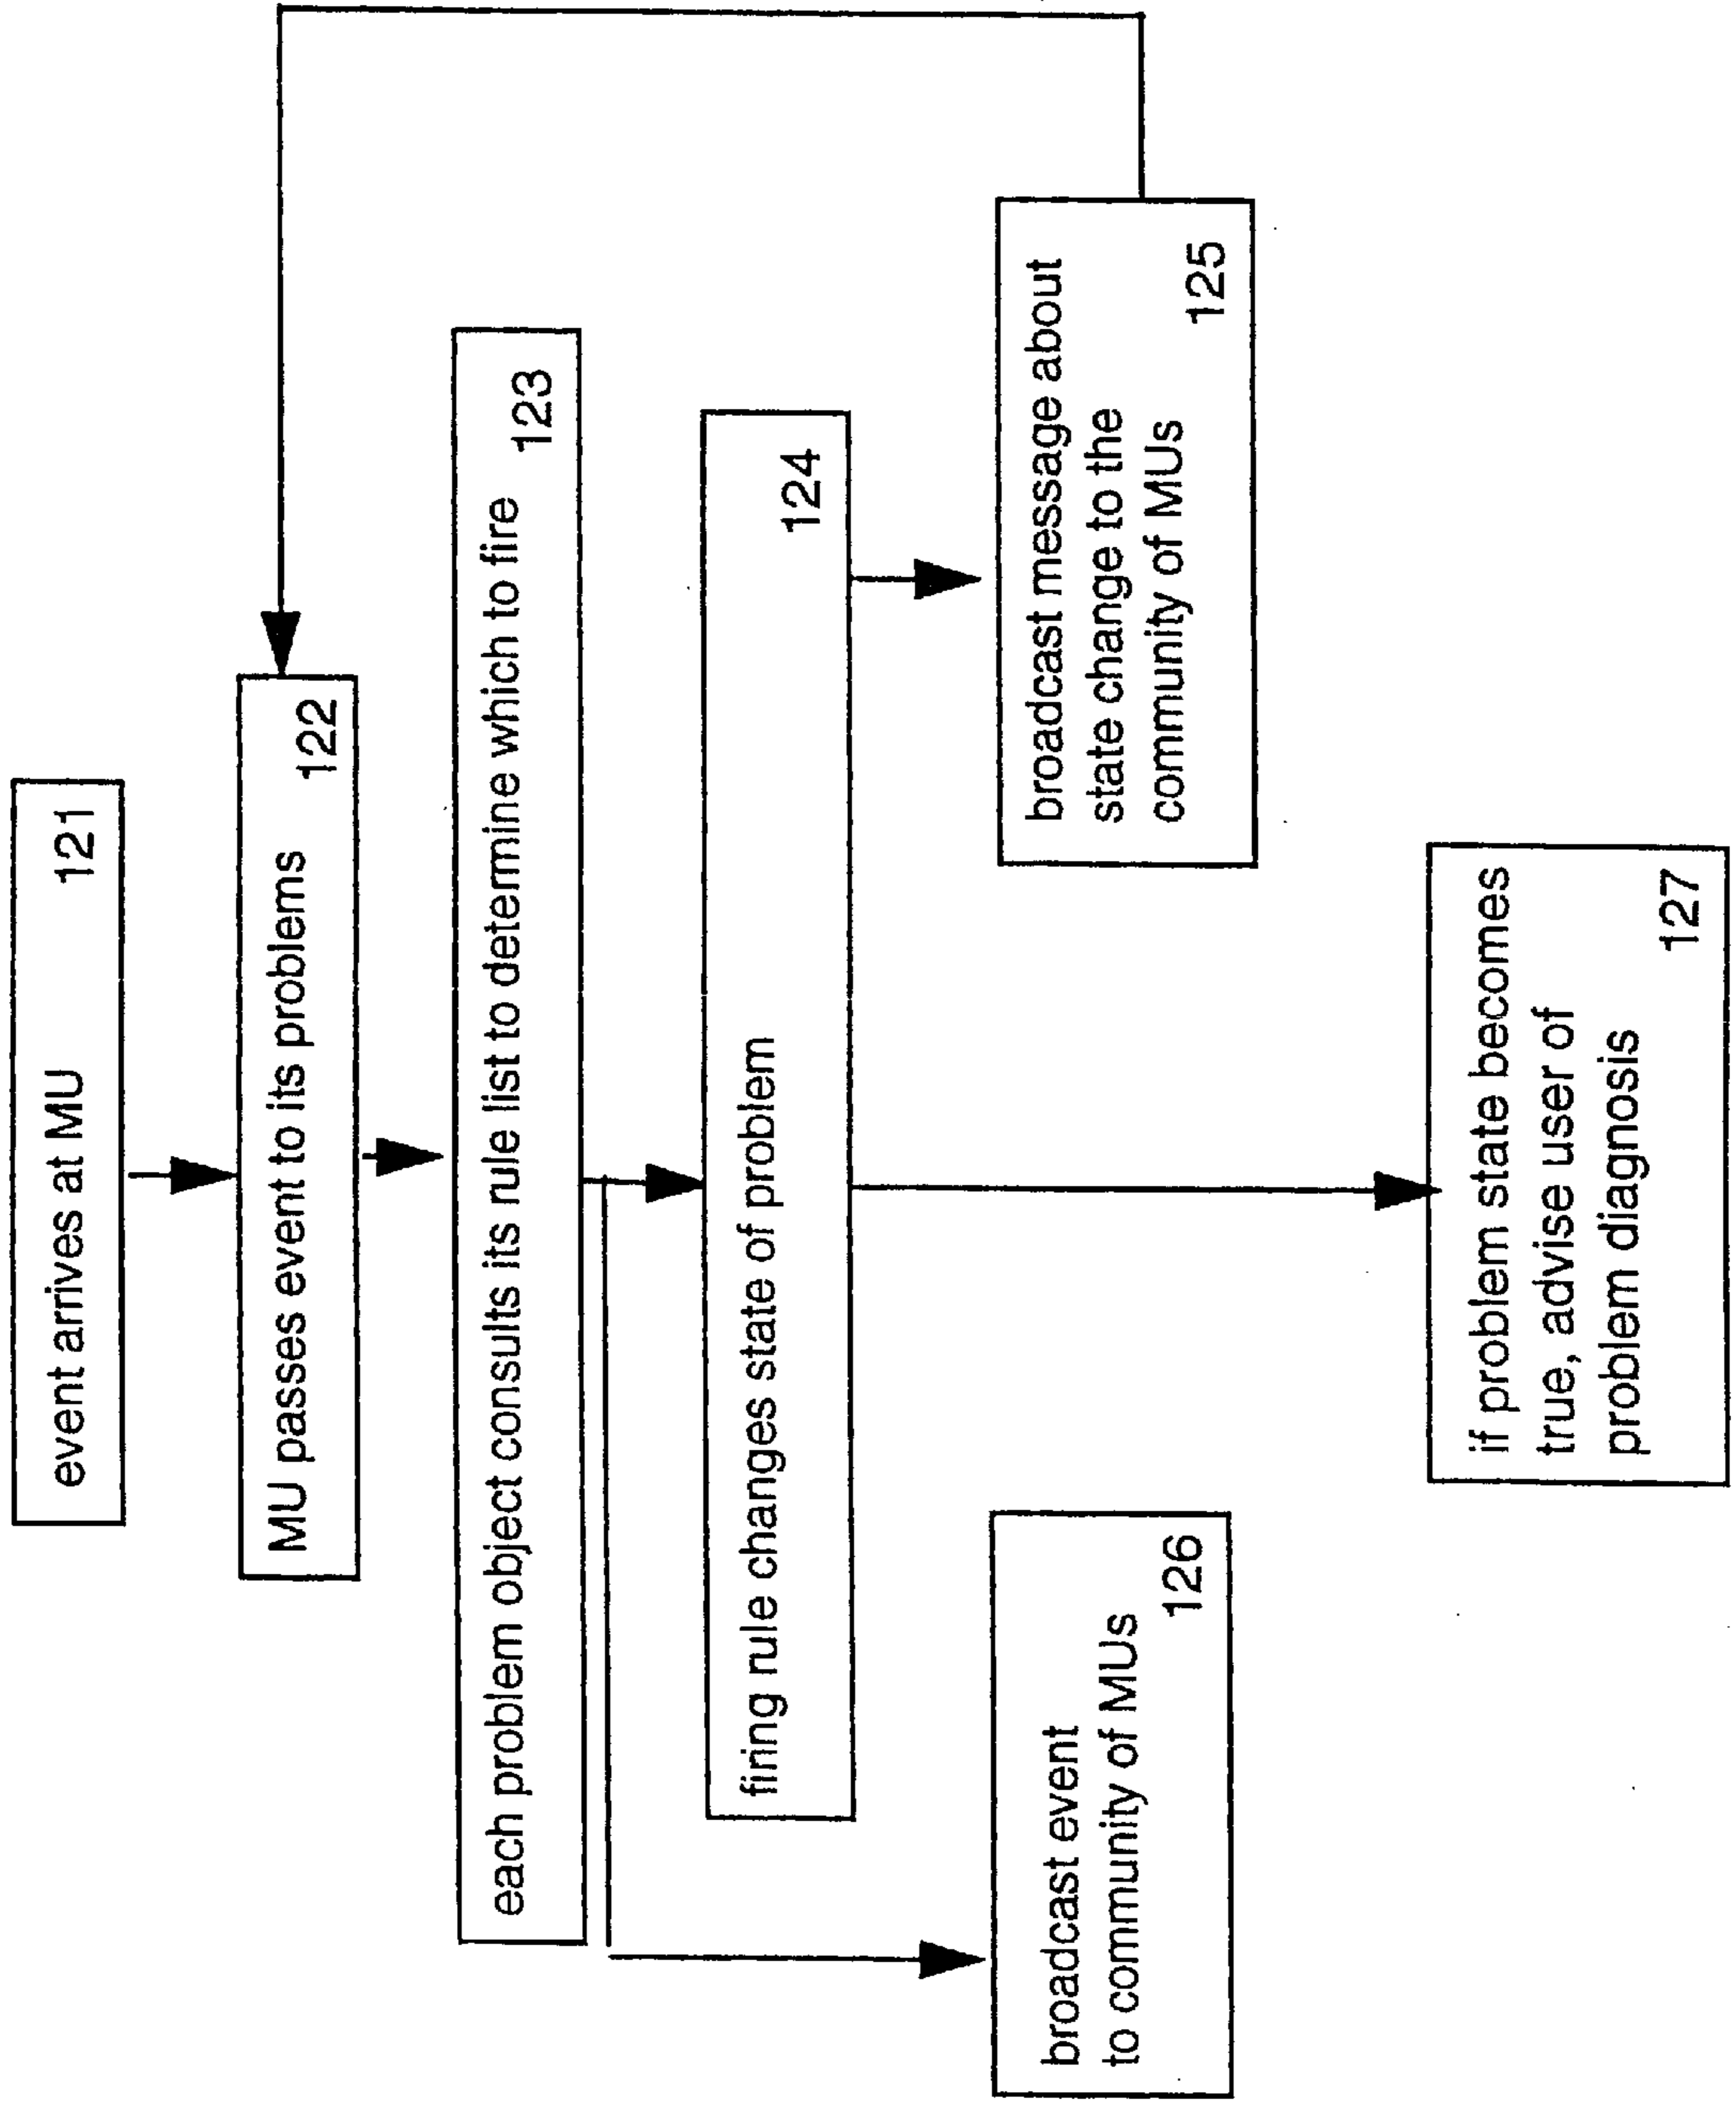 event arrives at MU 121
MU passes event to its problems
122
each problem object consults its rule list to determine which to fire
123
firing rule changes state of problem
124
broadcast event
to community of MUs
126
broadcast message about
state change to the
community of MUs
125
if problem state becomes
true, advise user of
problem diagnosis
127